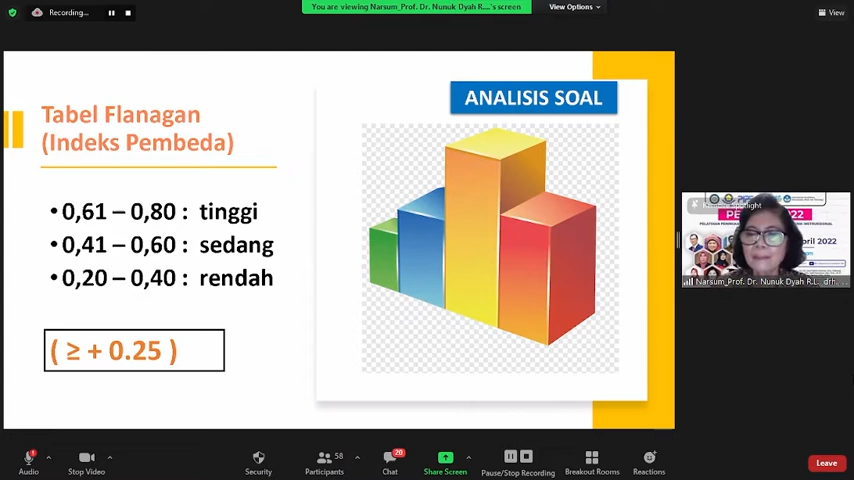 Recording...
You are viewing Narsum_Prof. Dr. Nunuk Dyah R....'s screen
View Options
View
Tabel Flanagan
(Indeks Pembeda)
•0,61 – 0,80 : tinggi
•0,41 – 0,60 : sedang
•0,20 – 0,40 : rendah
( ≥ + 0.25 )
ANALISIS SOAL
2022
April 2022
Narsum_Prof. Dr. Nunuk Dyah R.L. drh. ...
Audio
Stop Video
Security
58
Participants
20
Chat
Share Screen
Pause/Stop Recording
Breakout Rooms
Reactions
Leave